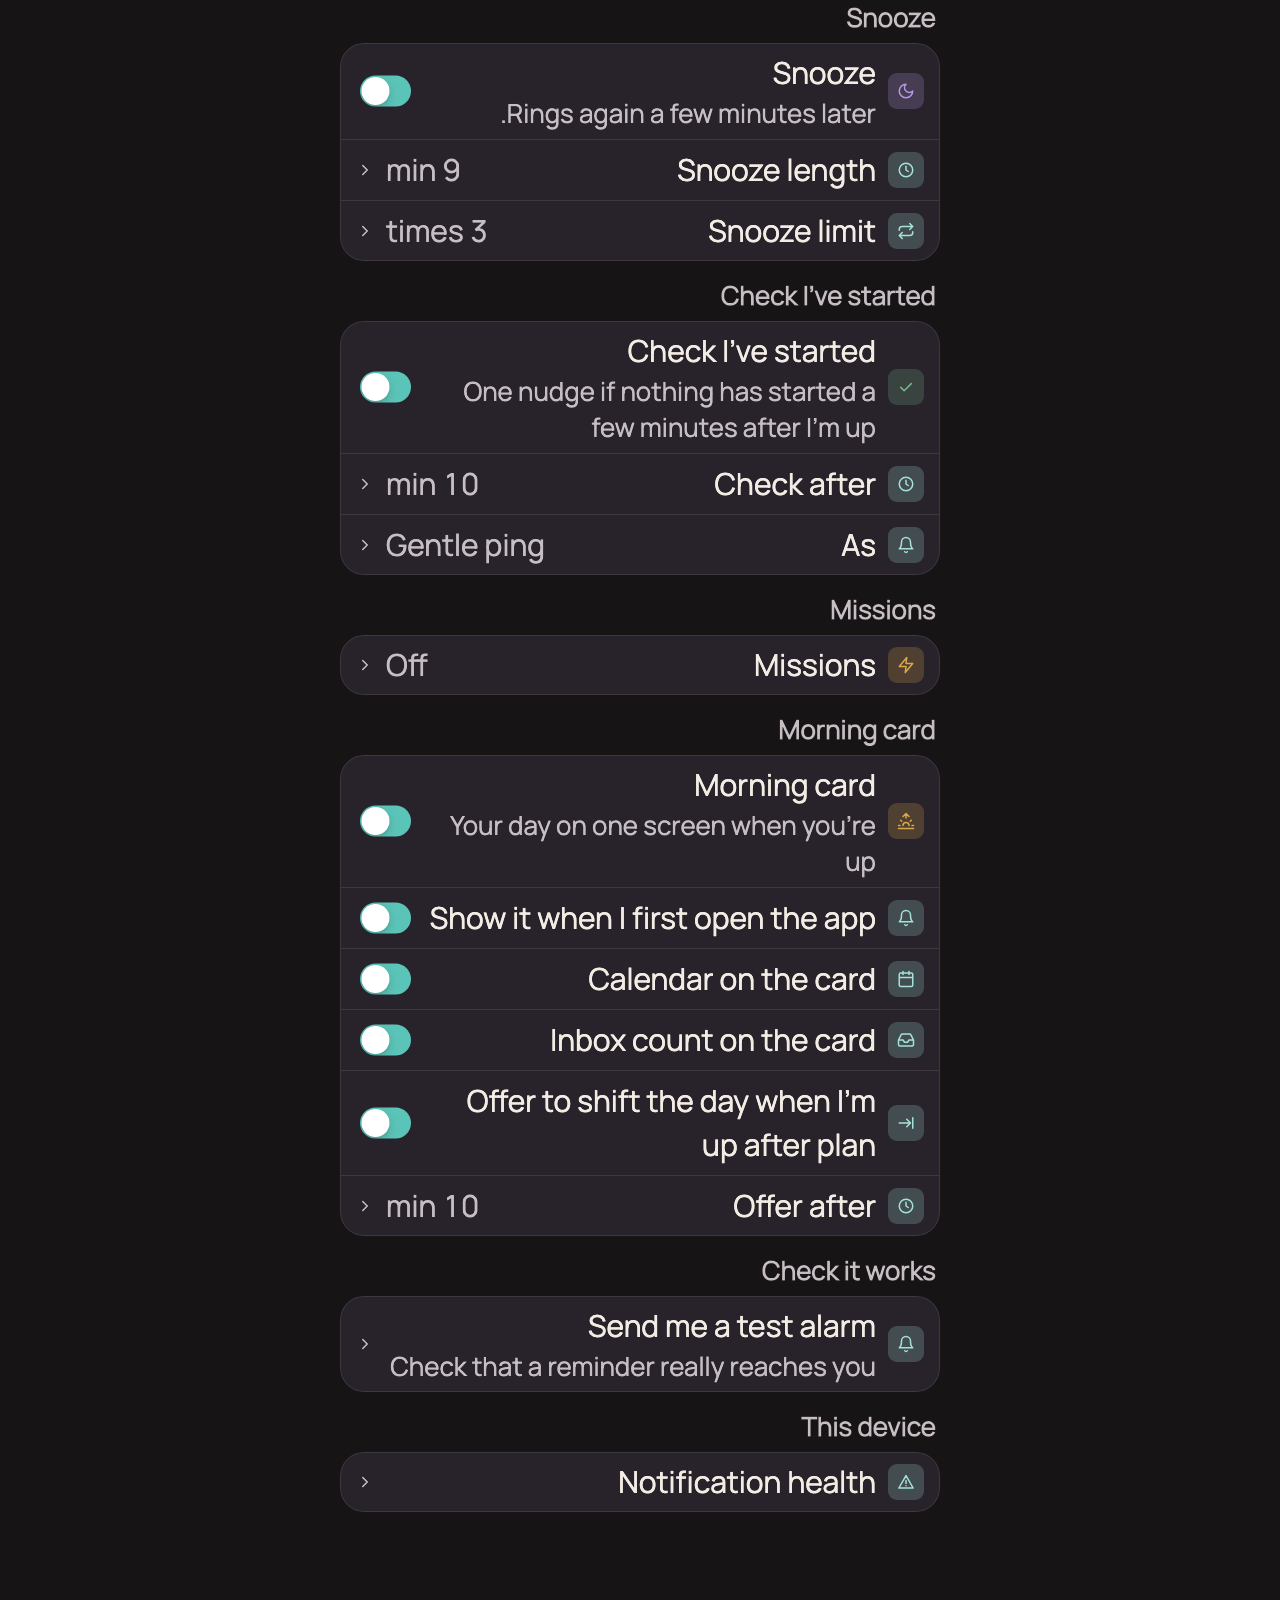 Snooze
Snooze
.Rings again a few minutes later
Snooze length
min 9
Snooze limit
times 3
Check I've started
Check I've started
One nudge if nothing has started a
few minutes after I'm up
Check after
min 10
As
Gentle ping
Missions
Missions
Off
Morning card
Morning card
Your day on one screen when you're
up
Show it when I first open the app
Calendar on the card
Inbox count on the card
Offer to shift the day when I'm
up after plan
Offer after
min 10
Check it works
Send me a test alarm
Check that a reminder really reaches you
This device
Notification health